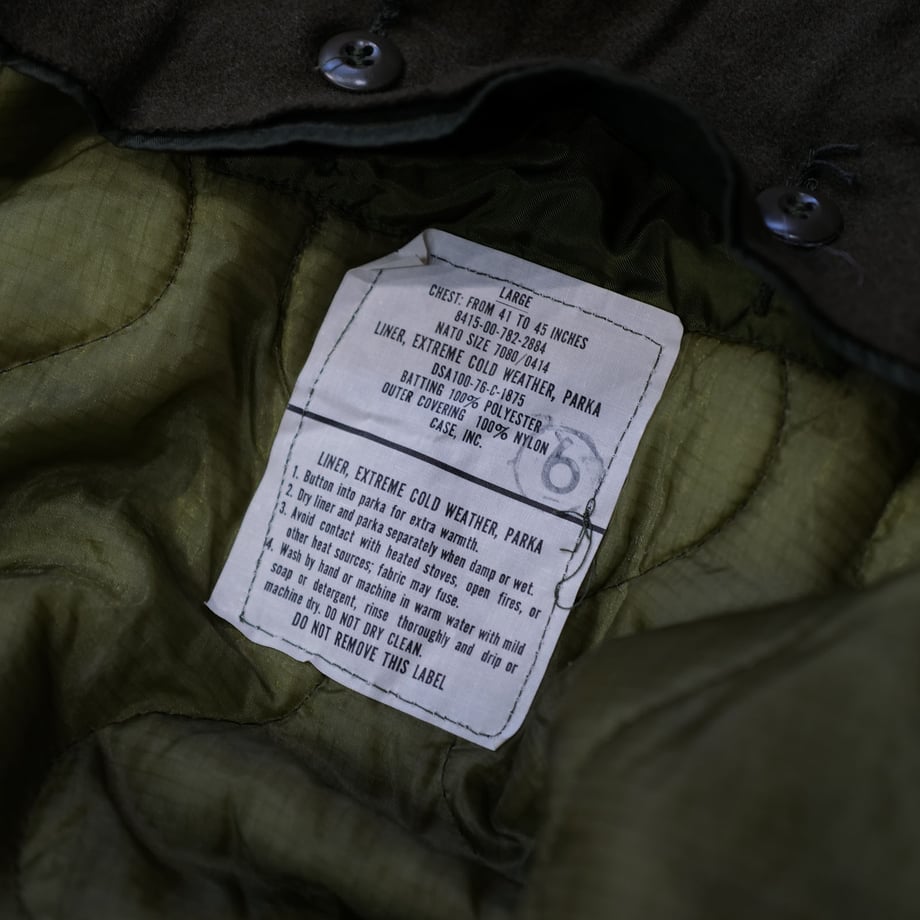 LARGE
CHEST: FROM 41 TO 45 INCHES
8415-00-782-2884
NATO SIZE 7080/0414
LINER, EXTREME COLD WEATHER, PARKA
DSA100-76-C-1875
BATTING 100% POLYESTER
OUTER COVERING 100% NYLON
CASE, INC.
6
LINER, EXTREME COLD WEATHER, PARKA
1. Button into parka for extra warmth.
2. Dry liner and parka separately when damp or wet.
3. Avoid contact with heated stoves, open fires, or
other heat sources; fabric may fuse.
4. Wash by hand or machine in warm water with mild
soap or detergent, rinse thoroughly and drip or
machine dry. DO NOT DRY CLEAN.
DO NOT REMOVE THIS LABEL